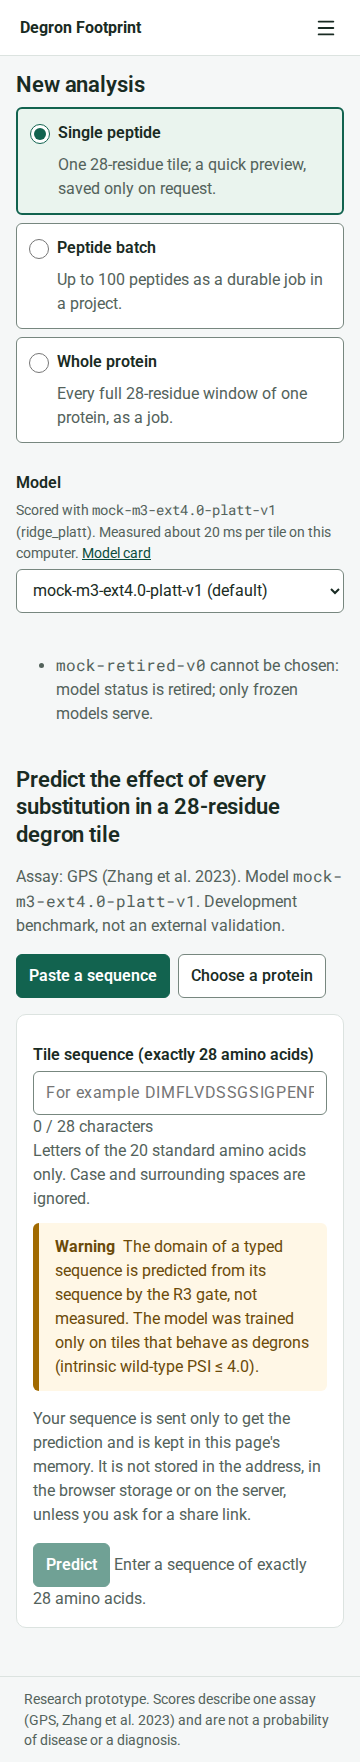 Degron Footprint
New analysis
Single peptide
One 28-residue tile; a quick preview,
saved only on request.
Peptide batch
Up to 100 peptides as a durable job in
a project.
Whole protein
Every full 28-residue window of one
protein, as a job.
Model
Scored with mock-m3-ext4.0-platt-v1
(ridge_platt). Measured about 20 ms per tile on this
computer. Model card
mock-m3-ext4.0-platt-v1 (default)
mock-retired-v0 cannot be chosen:
model status is retired; only frozen
models serve.
Predict the effect of every
substitution in a 28-residue
degron tile
Assay: GPS (Zhang et al. 2023). Model mock-
m3-ext4.0-platt-v1. Development
benchmark, not an external validation.
Paste a sequence Choose a protein
Tile sequence (exactly 28 amino acids)
For example DIMFLVDSSGSIGPENF
0 / 28 characters
Letters of the 20 standard amino acids
only. Case and surrounding spaces are
ignored.
Warning The domain of a typed
sequence is predicted from its
sequence by the R3 gate, not
measured. The model was trained
only on tiles that behave as degrons
(intrinsic wild-type PSI ≤ 4.0).
Your sequence is sent only to get the
prediction and is kept in this page's
memory. It is not stored in the address, in
the browser storage or on the server,
unless you ask for a share link.
Predict Enter a sequence of exactly
28 amino acids.
Research prototype. Scores describe one assay
(GPS, Zhang et al. 2023) and are not a probability
of disease or a diagnosis.